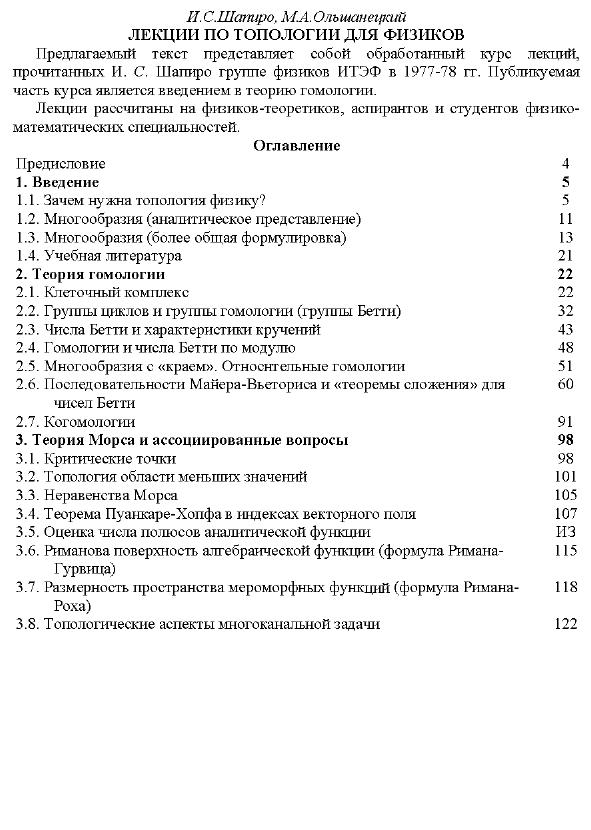 И.С.Шапиро, М.А.Ольшанецкий
ЛЕКЦИИ ПО ТОПОЛОГИИ ДЛЯ ФИЗИКОВ
Предлагаемый текст представляет собой обработанный курс лекций,
прочитанных И. С. Шапиро группе физиков ИТЭФ в 1977-78 гг. Публикуемая
часть курса является введением в теорию гомологии.
Лекции рассчитаны на физиков-теоретиков, аспирантов и студентов физико-
математических специальностей.
Оглавление
Предисловие 4
1. Введение 5
1.1. Зачем нужна топология физику? 5
1.2. Многообразия (аналитическое представление) 11
1.3. Многообразия (более общая формулировка) 13
1.4. Учебная литература 21
2. Теория гомологии 22
2.1. Клеточный комплекс 22
2.2. Группы циклов и группы гомологии (группы Бетти) 32
2.3. Числа Бетти и характеристики кручений 43
2.4. Гомологии и числа Бетти по модулю 48
2.5. Многообразия с «краем». Относнтельные гомологии 51
2.6. Последовательности Майера-Вьеториса и «теоремы сложения» для 60
чисел Бетти
2.7. Когомологии 91
3. Теория Морса и ассоциированные вопросы 98
3.1. Критические точки 98
3.2. Топология области меньших значений 101
3.3. Неравенства Морса 105
3.4. Теорема Пуанкаре-Хопфа в индексах векторного поля 107
3.5. Оценка числа полюсов аналитической функции ИЗ
3.6. Риманова поверхность алгебраической функции (формула Римана- 115
Гурвица)
3.7. Размерность пространства мероморфных функций (формула Римана- 118
Роха)
3.8. Топологические аспекты многоканальной задачи 122